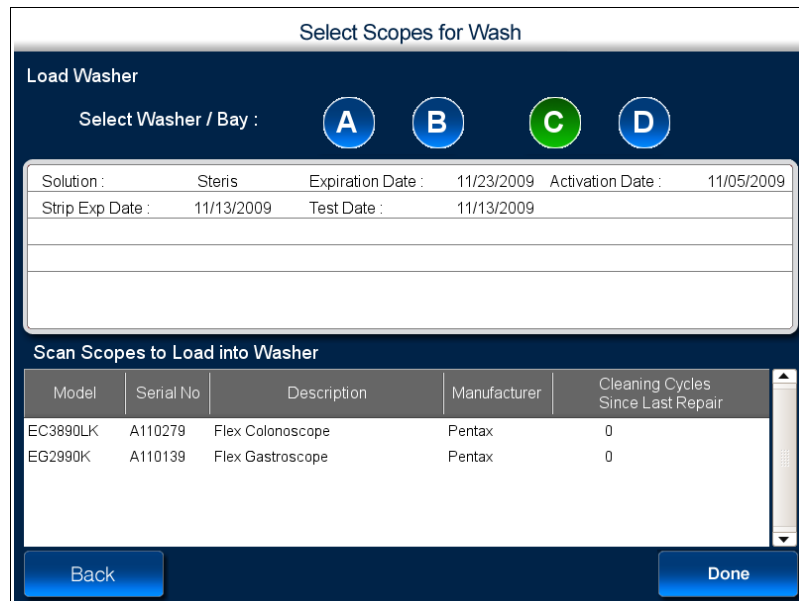 Select Scopes for Wash
Load Washer
Select Washer / Bay : A B C D
Solution : Steris Expiration Date : 11/23/2009 Activation Date : 11/05/2009
Strip Exp Date : 11/13/2009 Test Date : 11/13/2009
Scan Scopes to Load into Washer
Model Serial No Description Manufacturer Cleaning Cycles
Since Last Repair
EC3890LK A110279 Flex Colonoscope Pentax 0
EG2990K A110139 Flex Gastroscope Pentax 0
Back Done